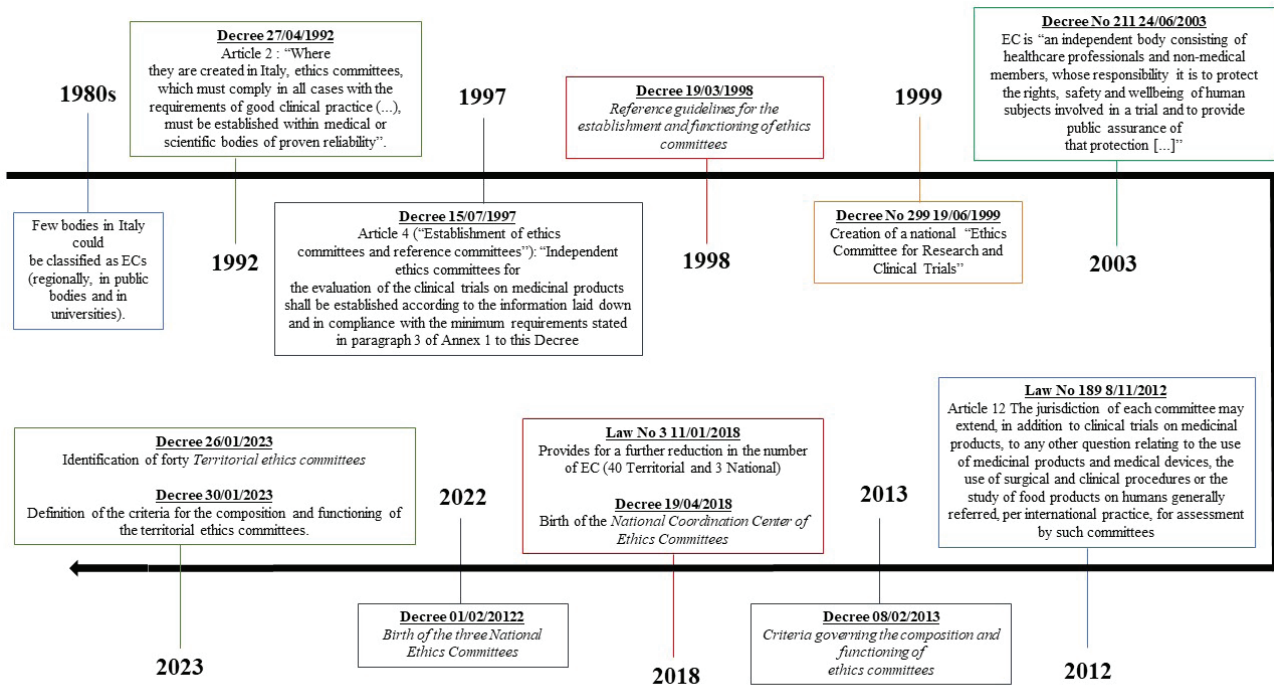 1980s
Few bodies in Italy
could
be classified as ECs
(regionally, in public
bodies and in
universities).
Decree 27/04/1992
Article 2 : “Where
they are created in Italy, ethics committees,
which must comply in all cases with the
requirements of good clinical practice (...),
must be established within medical or
scientific bodies of proven reliability”.
1992
1997
Decree 15/07/1997
Article 4 (“Establishment of ethics
committees and reference committees”): “Independent
ethics committees for
the evaluation of the clinical trials on medicinal products
shall be established according to the information laid down
and in compliance with the minimum requirements stated
in paragraph 3 of Annex 1 to this Decree
Decree 19/03/1998
Reference guidelines for the
establishment and functioning of ethics
committees
1998
1999
Decree No 299 19/06/1999
Creation of a national “Ethics
Committee for Research and
Clinical Trials”
Decree No 211 24/06/2003
EC is “an independent body consisting of
healthcare professionals and non-medical
members, whose responsibility it is to protect
the rights, safety and wellbeing of human
subjects involved in a trial and to provide
public assurance of
that protection [...]”
2003
Law No 189 8/11/2012
Article 12 The jurisdiction of each committee may
extend, in addition to clinical trials on medicinal
products, to any other question relating to the use
of medicinal products and medical devices, the
use of surgical and clinical procedures or the
study of food products on humans generally
referred, per international practice, for assessment
by such committees
2012
2013
Decree 08/02/2013
Criteria governing the composition and
functioning of
ethics committees
Law No 3 11/01/2018
Provides for a further reduction in the number
of EC (40 Territorial and 3 National)
Decree 19/04/2018
Birth of the National Coordination Center of
Ethics Committees
2018
2022
Decree 01/02/20122
Birth of the three National
Ethics Committees
Decree 26/01/2023
Identification of forty Territorial ethics committees
Decree 30/01/2023
Definition of the criteria for the composition and functioning of
the territorial ethics committees.
2023